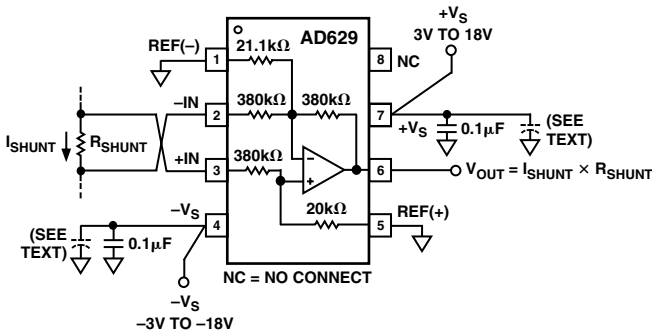 +VS
3V TO 18V
REF(–)
21.1kΩ
AD629
1
8
NC
–IN
380kΩ
380kΩ
2
7
+VS
0.1µF
(SEE
TEXT)
ISHUNT
RSHUNT
+IN
380kΩ
3
–
+
6
VOUT = ISHUNT × RSHUNT
–VS
20kΩ
REF(+)
4
5
(SEE
TEXT)
0.1µF
NC = NO CONNECT
–VS
–3V TO –18V